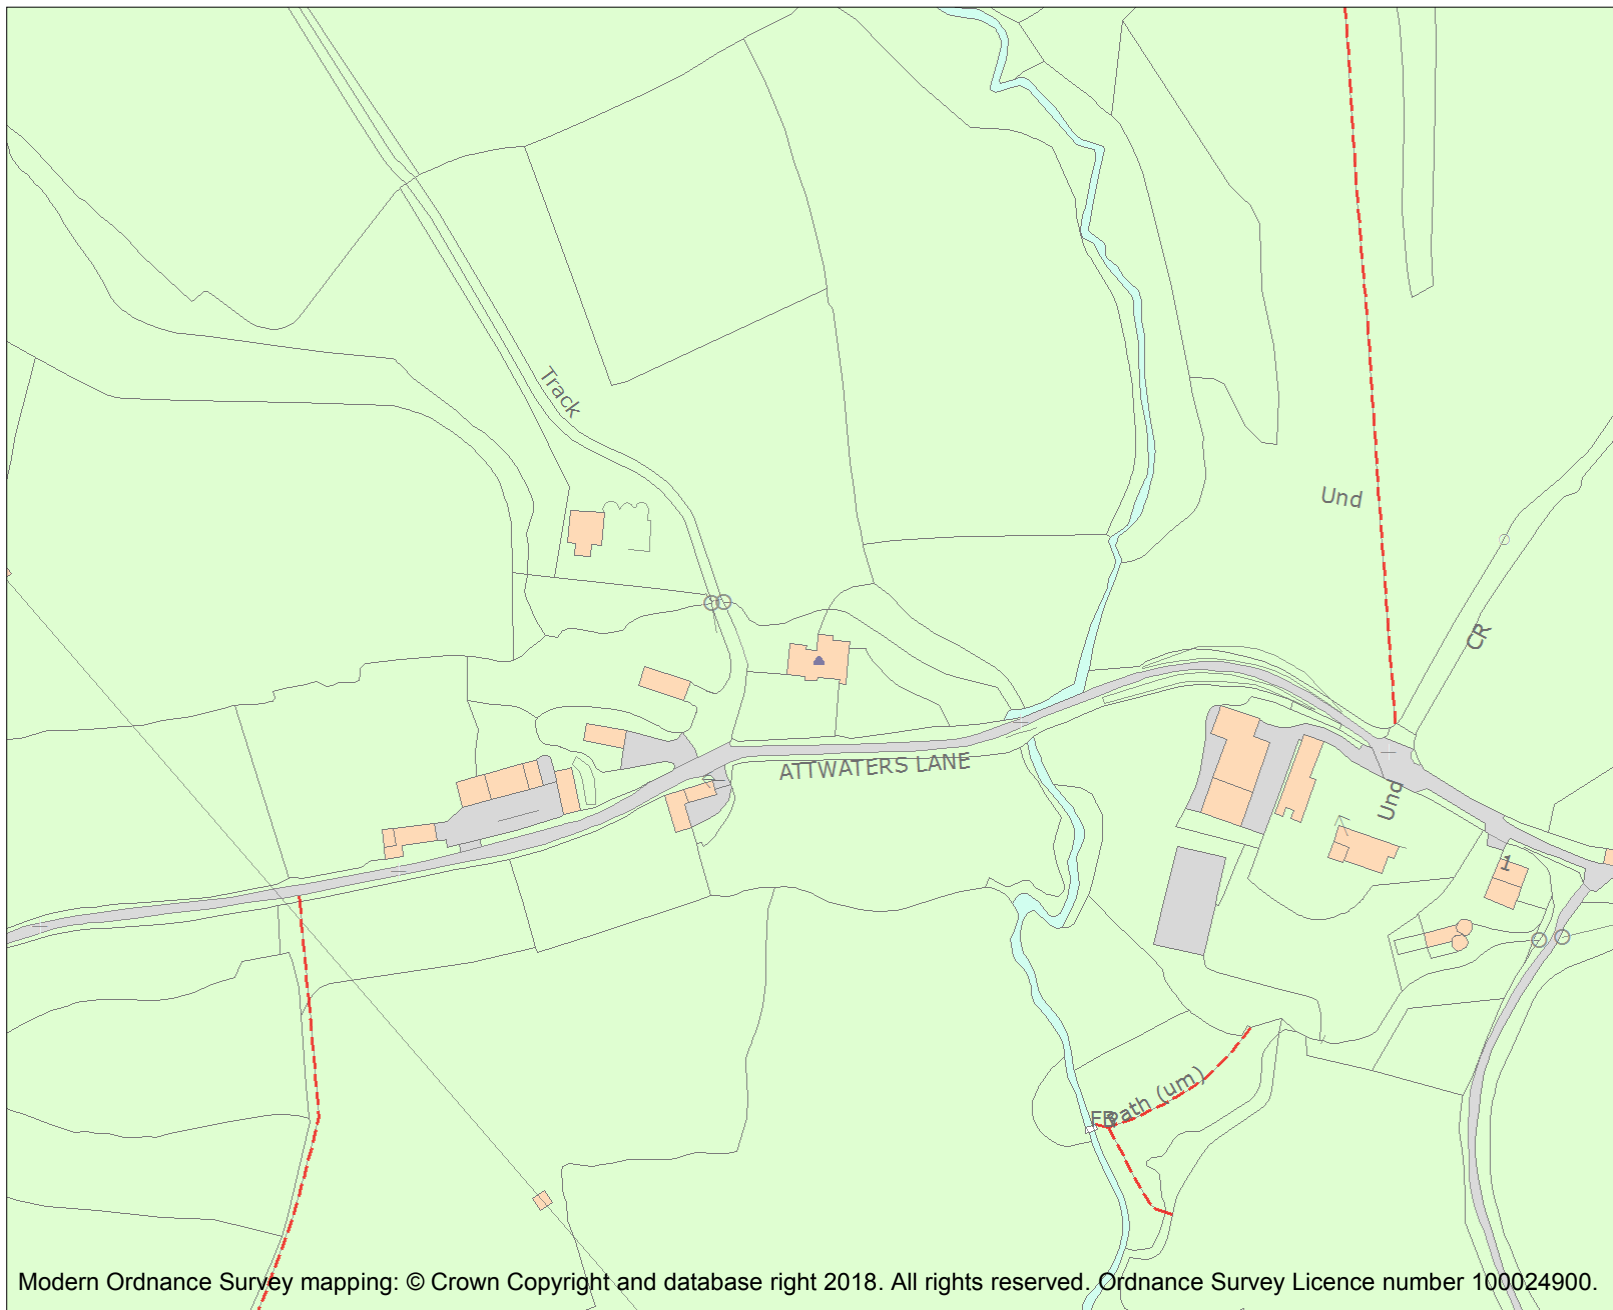 Track
Und
CR
ATTWATERS LANE
Und
1
Path (um)
FB
Modern Ordnance Survey mapping: © Crown Copyright and database right 2018. All rights reserved. Ordnance Survey Licence number 100024900.